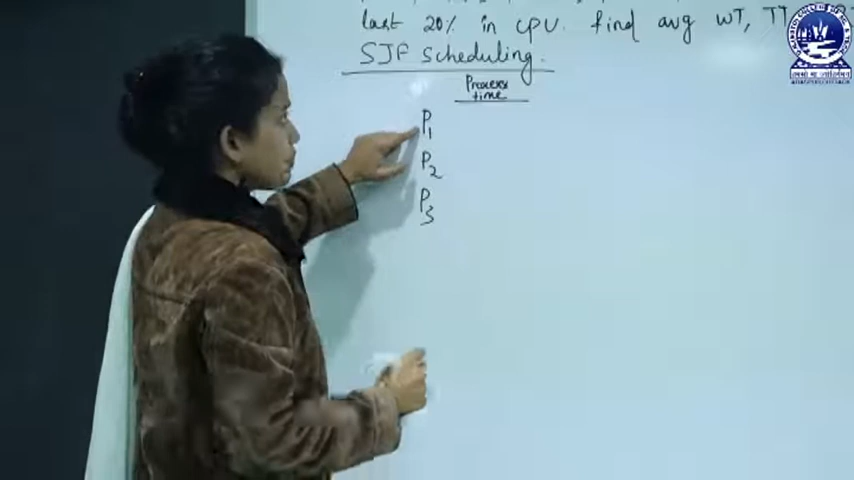 last 20% in CPU. find avg WT, TT
SJF Scheduling.
Process
time
P1
P2
P3